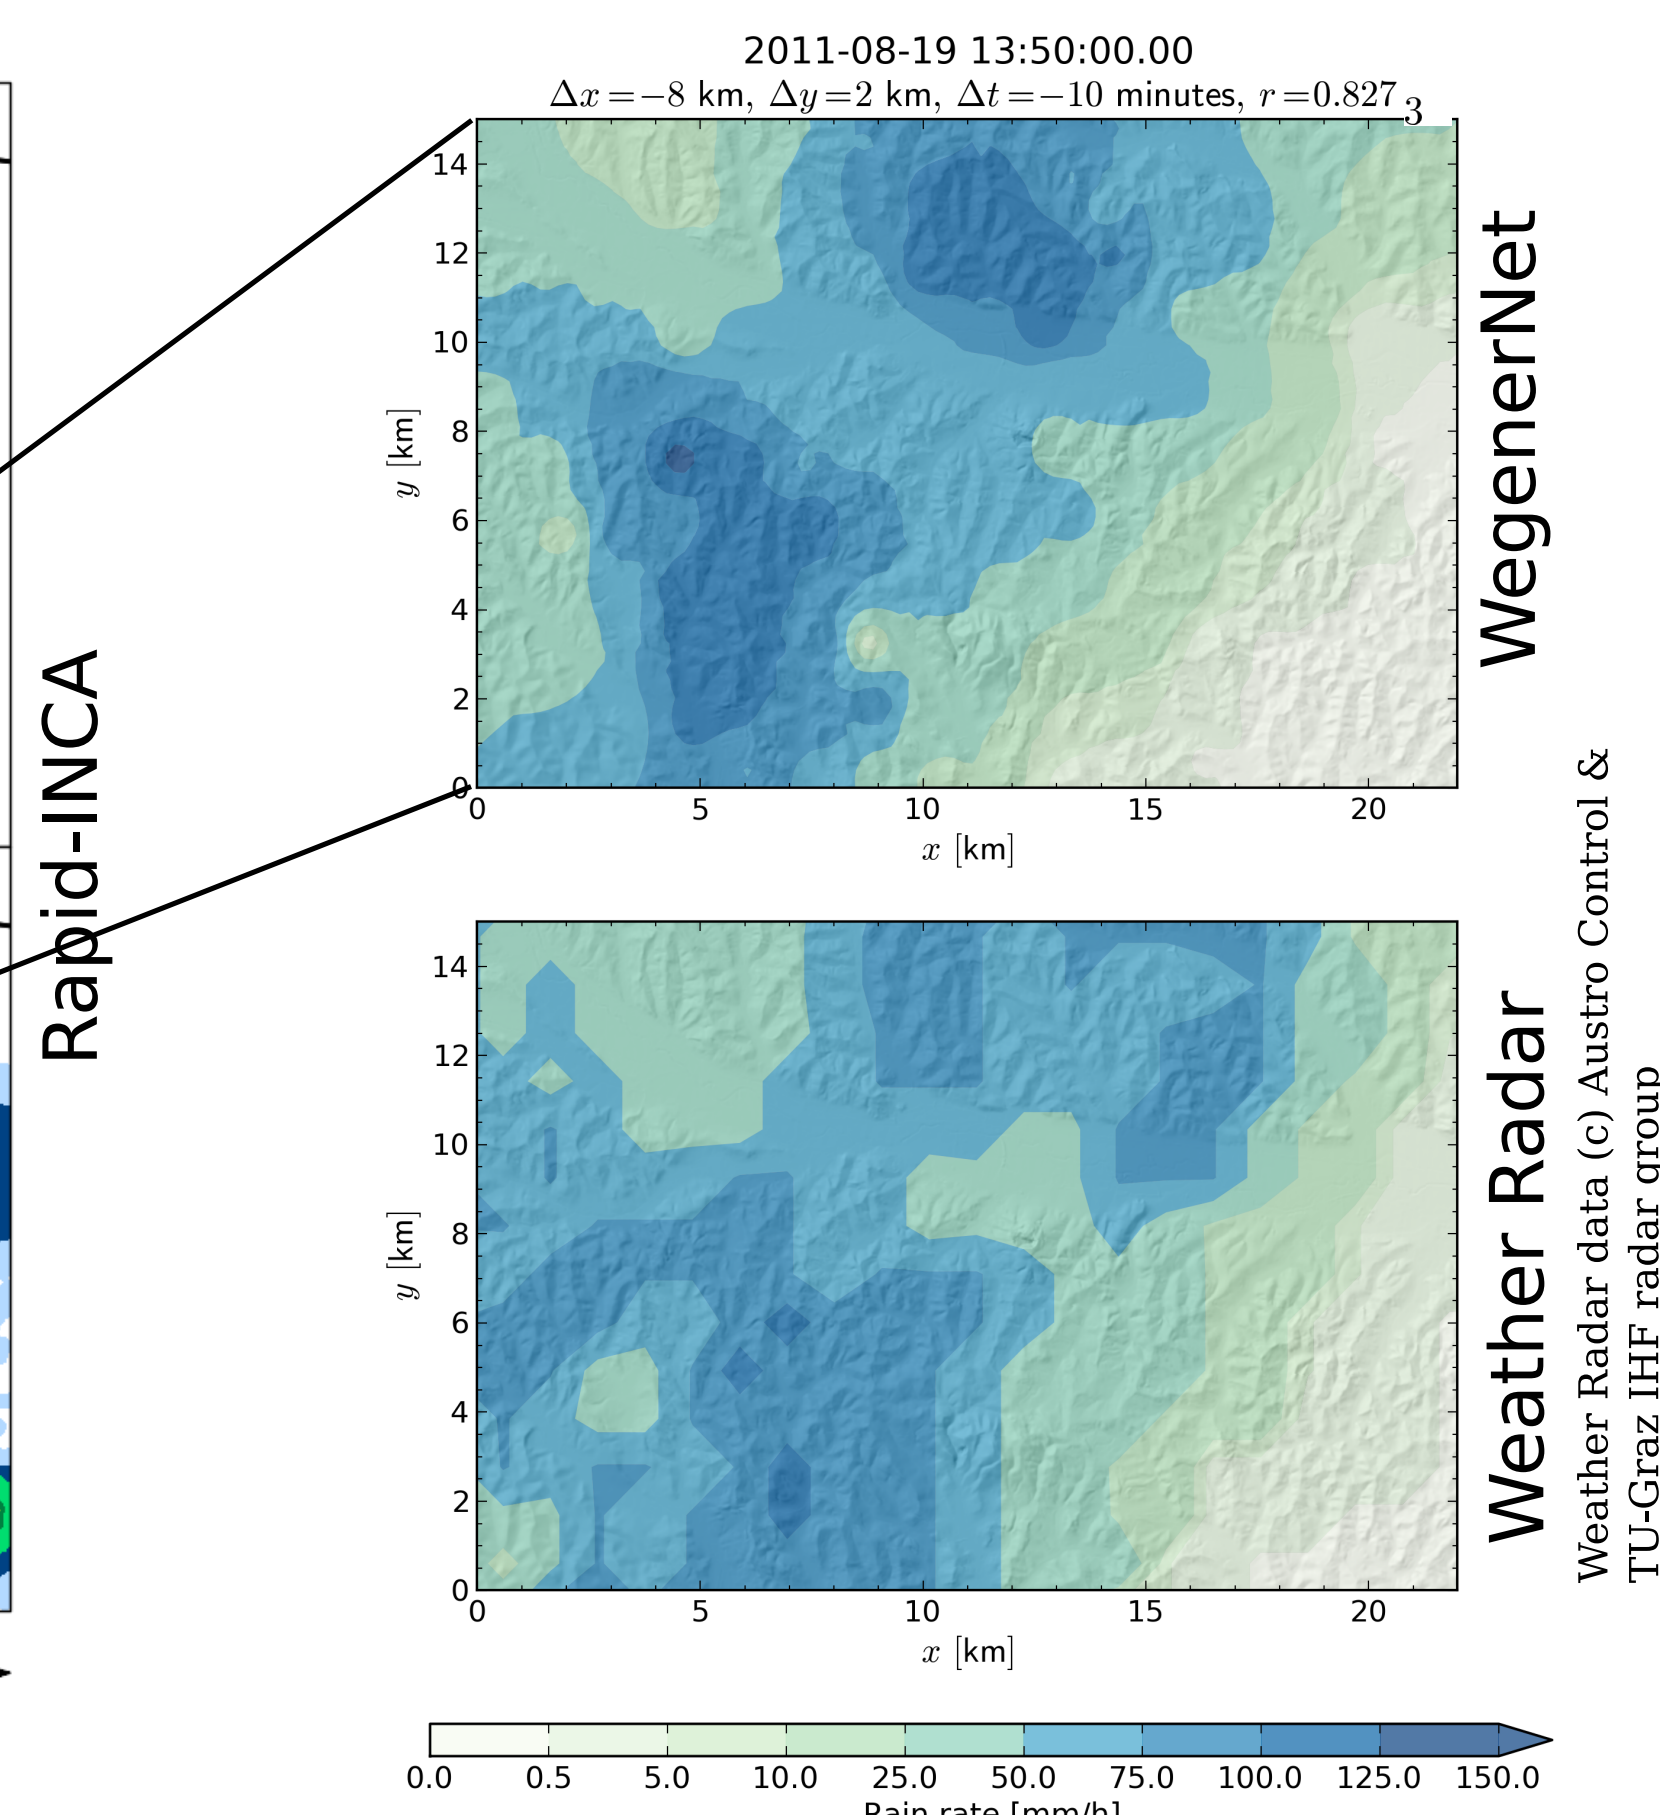 2011-08-19 13:50:00.00
Δx=−8 km, Δy=2 km, Δt=−10 minutes, r=0.827 3
14
12
10
8
6
4
2
0
y [km]
0 5 10 15 20
x [km]
WegenerNet
Rapid-INCA
14
12
10
8
6
4
2
0
y [km]
0 5 10 15 20
x [km]
Weather Radar
Weather Radar data (c) Austro Control &
TU-Graz IHF radar group
0.0 0.5 5.0 10.0 25.0 50.0 75.0 100.0 125.0 150.0
Rain rate [mm/h]